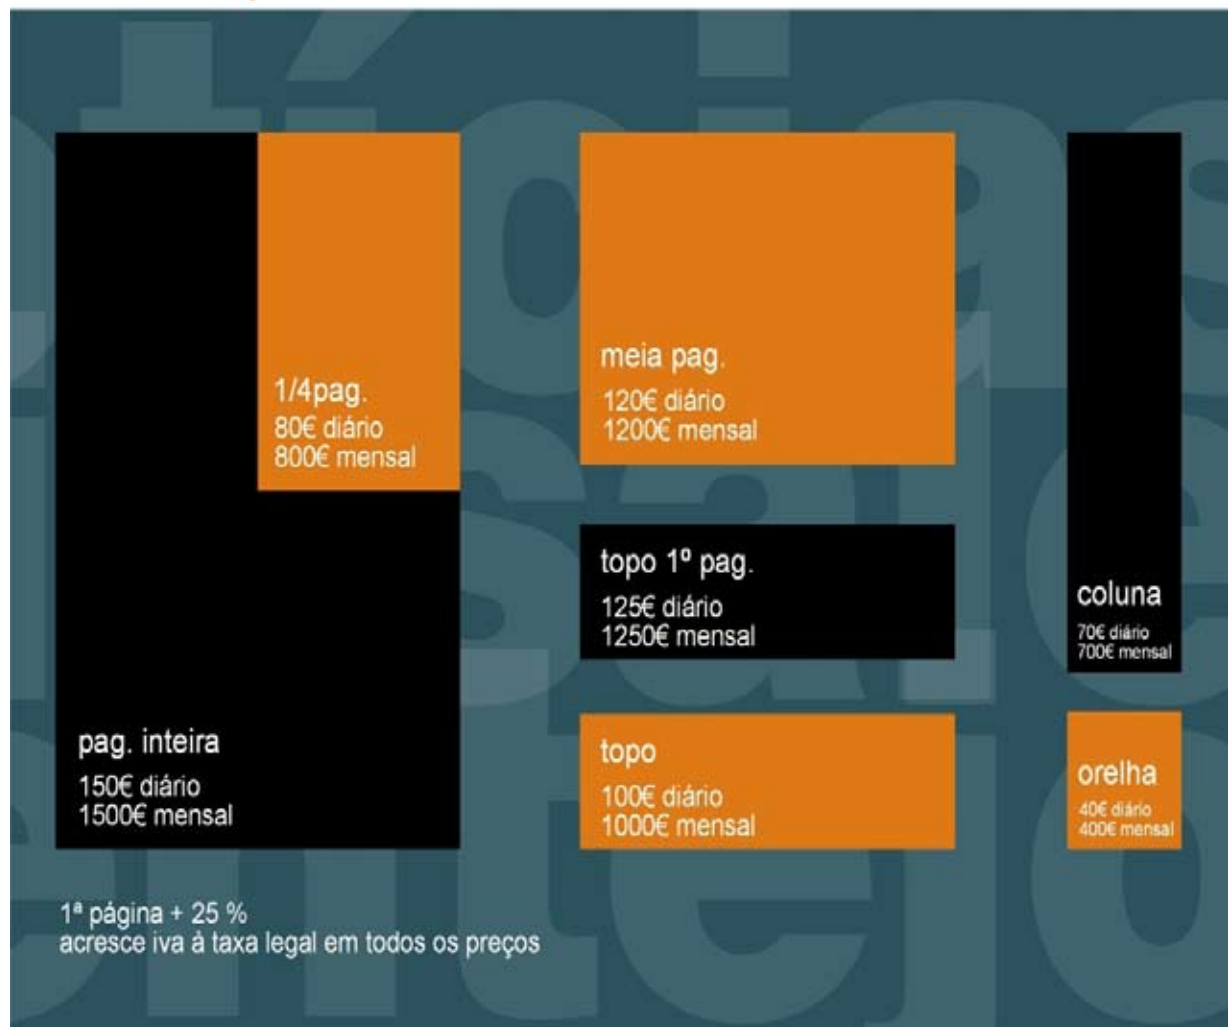 1/4pag.
80€ diário
800€ mensal
pag. inteira
150€ diário
1500€ mensal
meia pag.
120€ diário
1200€ mensal
topo 1º pag.
125€ diário
1250€ mensal
topo
100€ diário
1000€ mensal
coluna
70€ diário
700€ mensal
orelha
40€ diário
400€ mensal
1ª página + 25 %
acresce iva à taxa legal em todos os preços